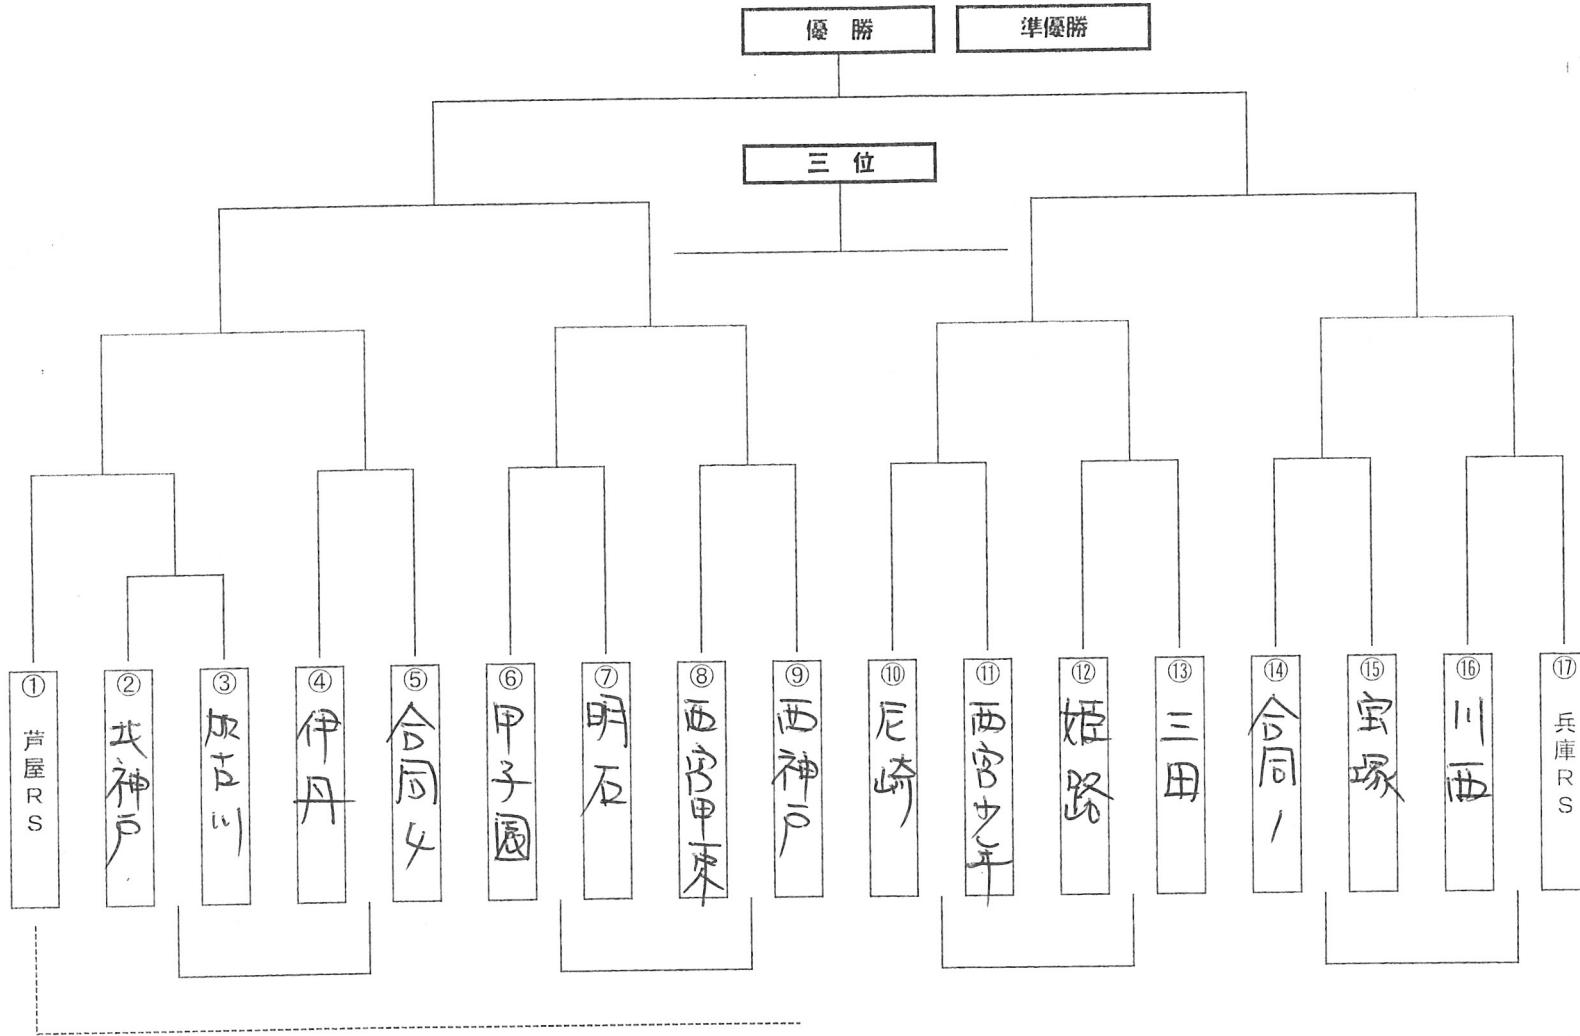 優 勝
準優勝
三 位
① 芦屋RS
② 北神戸
③ 加古川
④ 伊丹
⑤ 合同4
⑥ 甲子園
⑦ 明石
⑧ 西宮甲東
⑨ 西神戸
⑩ 尼崎
⑪ 西宮少年
⑫ 姫路
⑬ 三田
⑭ 合同1
⑮ 宝塚
⑯ 川西
⑰ 兵庫RS